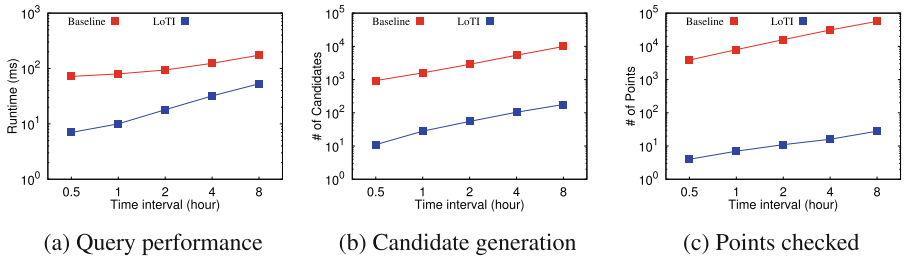 Baseline LoTI
10^3
10^2
10^1
10^0
Runtime (ms)
0.5 1 2 4 8
Time interval (hour)
(a) Query performance
Baseline LoTI
10^5
10^4
10^3
10^2
10^1
10^0
# of Candidates
0.5 1 2 4 8
Time interval (hour)
(b) Candidate generation
Baseline LoTI
10^5
10^4
10^3
10^2
10^1
10^0
# of Points
0.5 1 2 4 8
Time interval (hour)
(c) Points checked